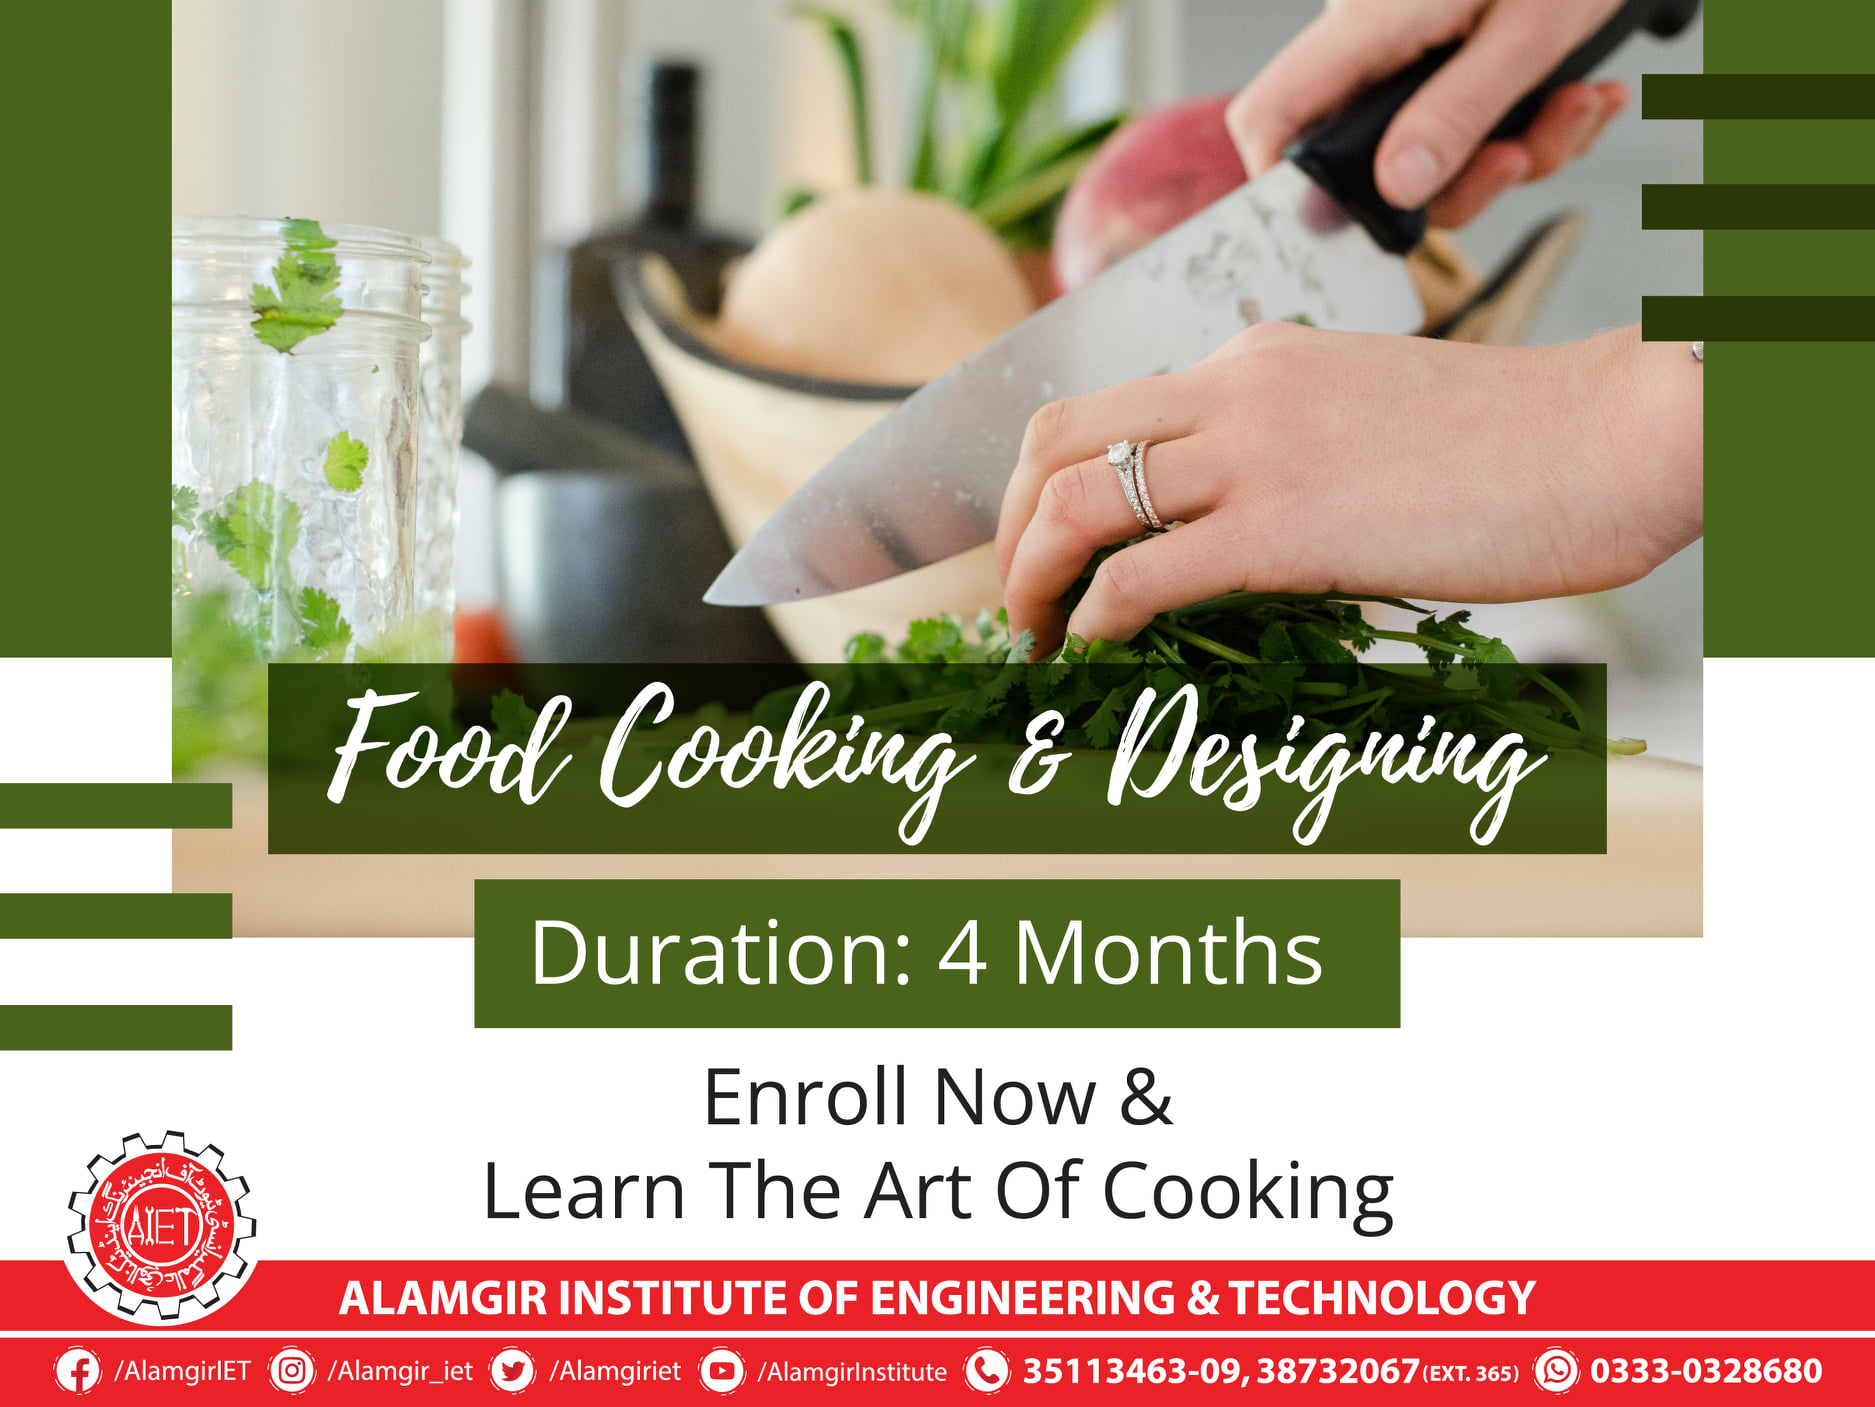 Food Cooking & Designing
Duration: 4 Months
Enroll Now &
Learn The Art Of Cooking
AIET
ALAMGIR INSTITUTE OF ENGINEERING & TECHNOLOGY
/AlamgirIET /Alamgir_iet /Alamgiriet /AlamgirInstitute 35113463-09, 38732067 (EXT. 365) 0333-0328680